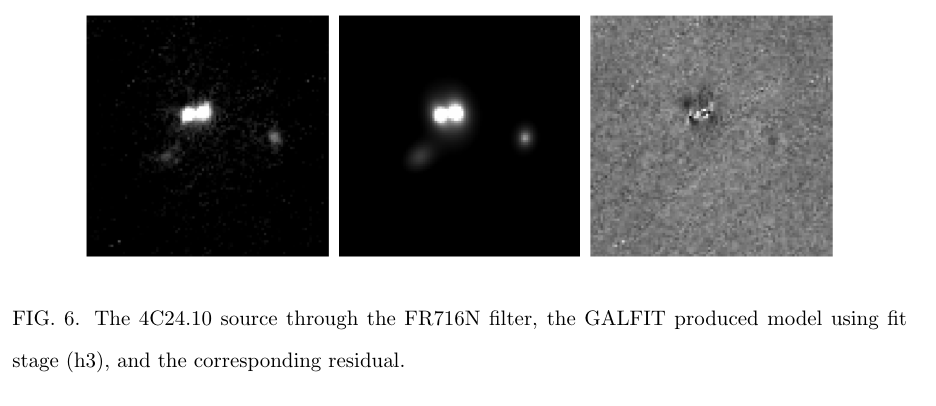 FIG. 6. The 4C24.10 source through the FR716N filter, the GALFIT produced model using fit
stage (h3), and the corresponding residual.